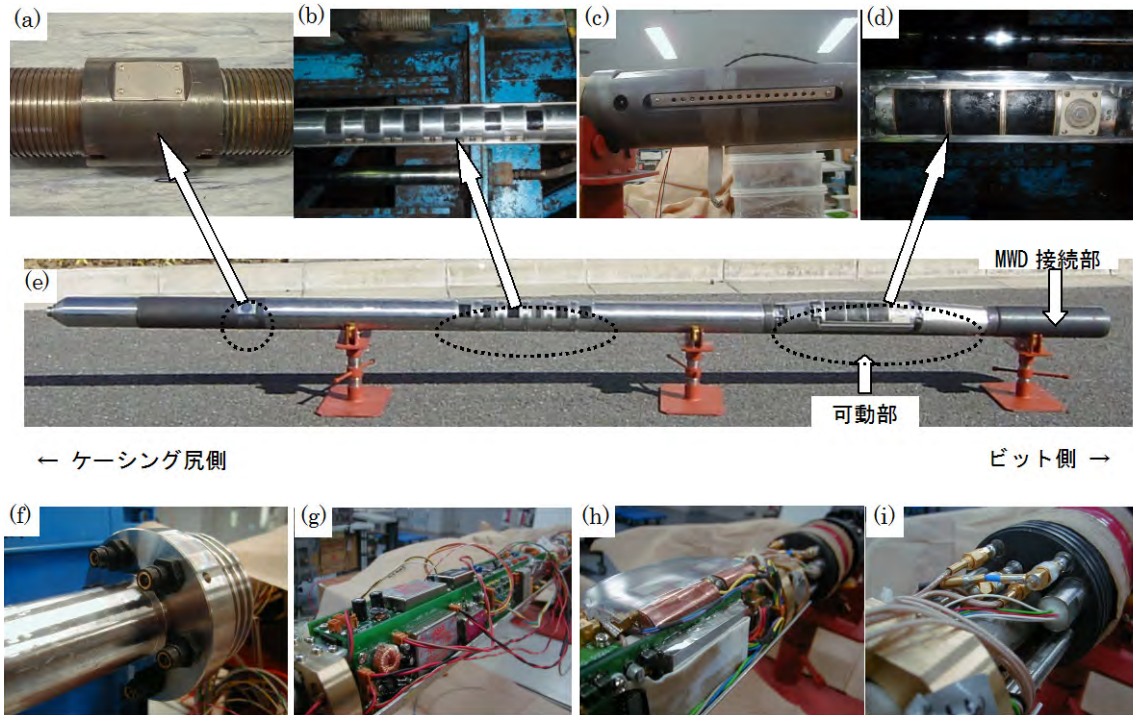 (a)
(b)
(c)
(d)
(e)
MWD 接続部
可動部
← ケーシング尻側
ビット側 →
(f)
(g)
(h)
(i)